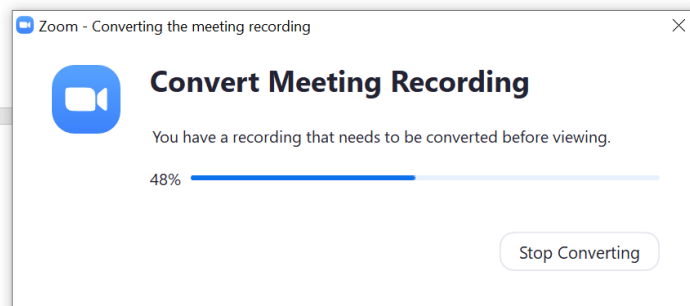 Zoom - Converting the meeting recording
Convert Meeting Recording
You have a recording that needs to be converted before viewing.
48%
Stop Converting